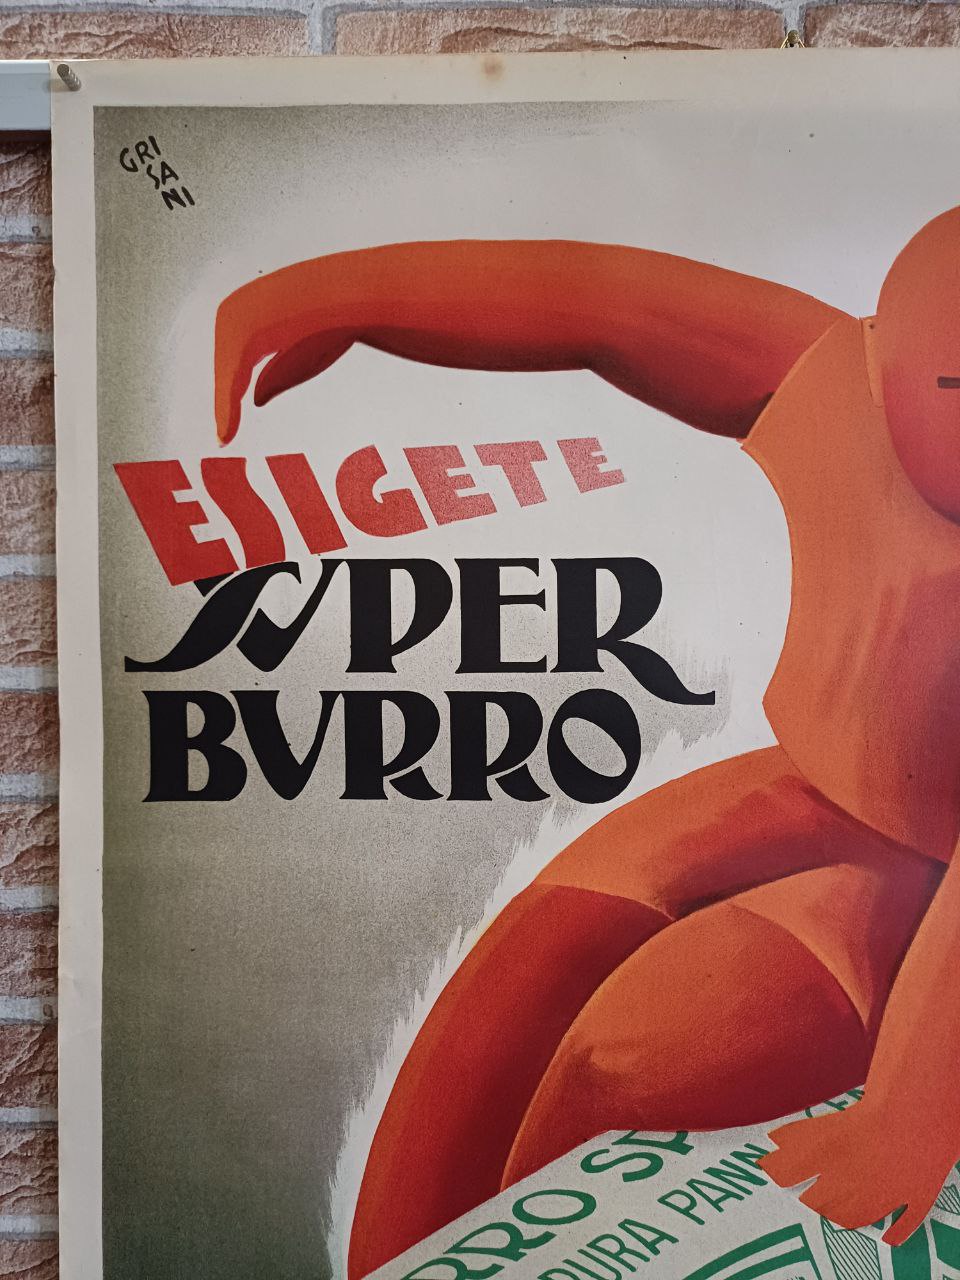 GRI
SA
NI
ESIGETE
SVPER
BVRRO
PURA PANN